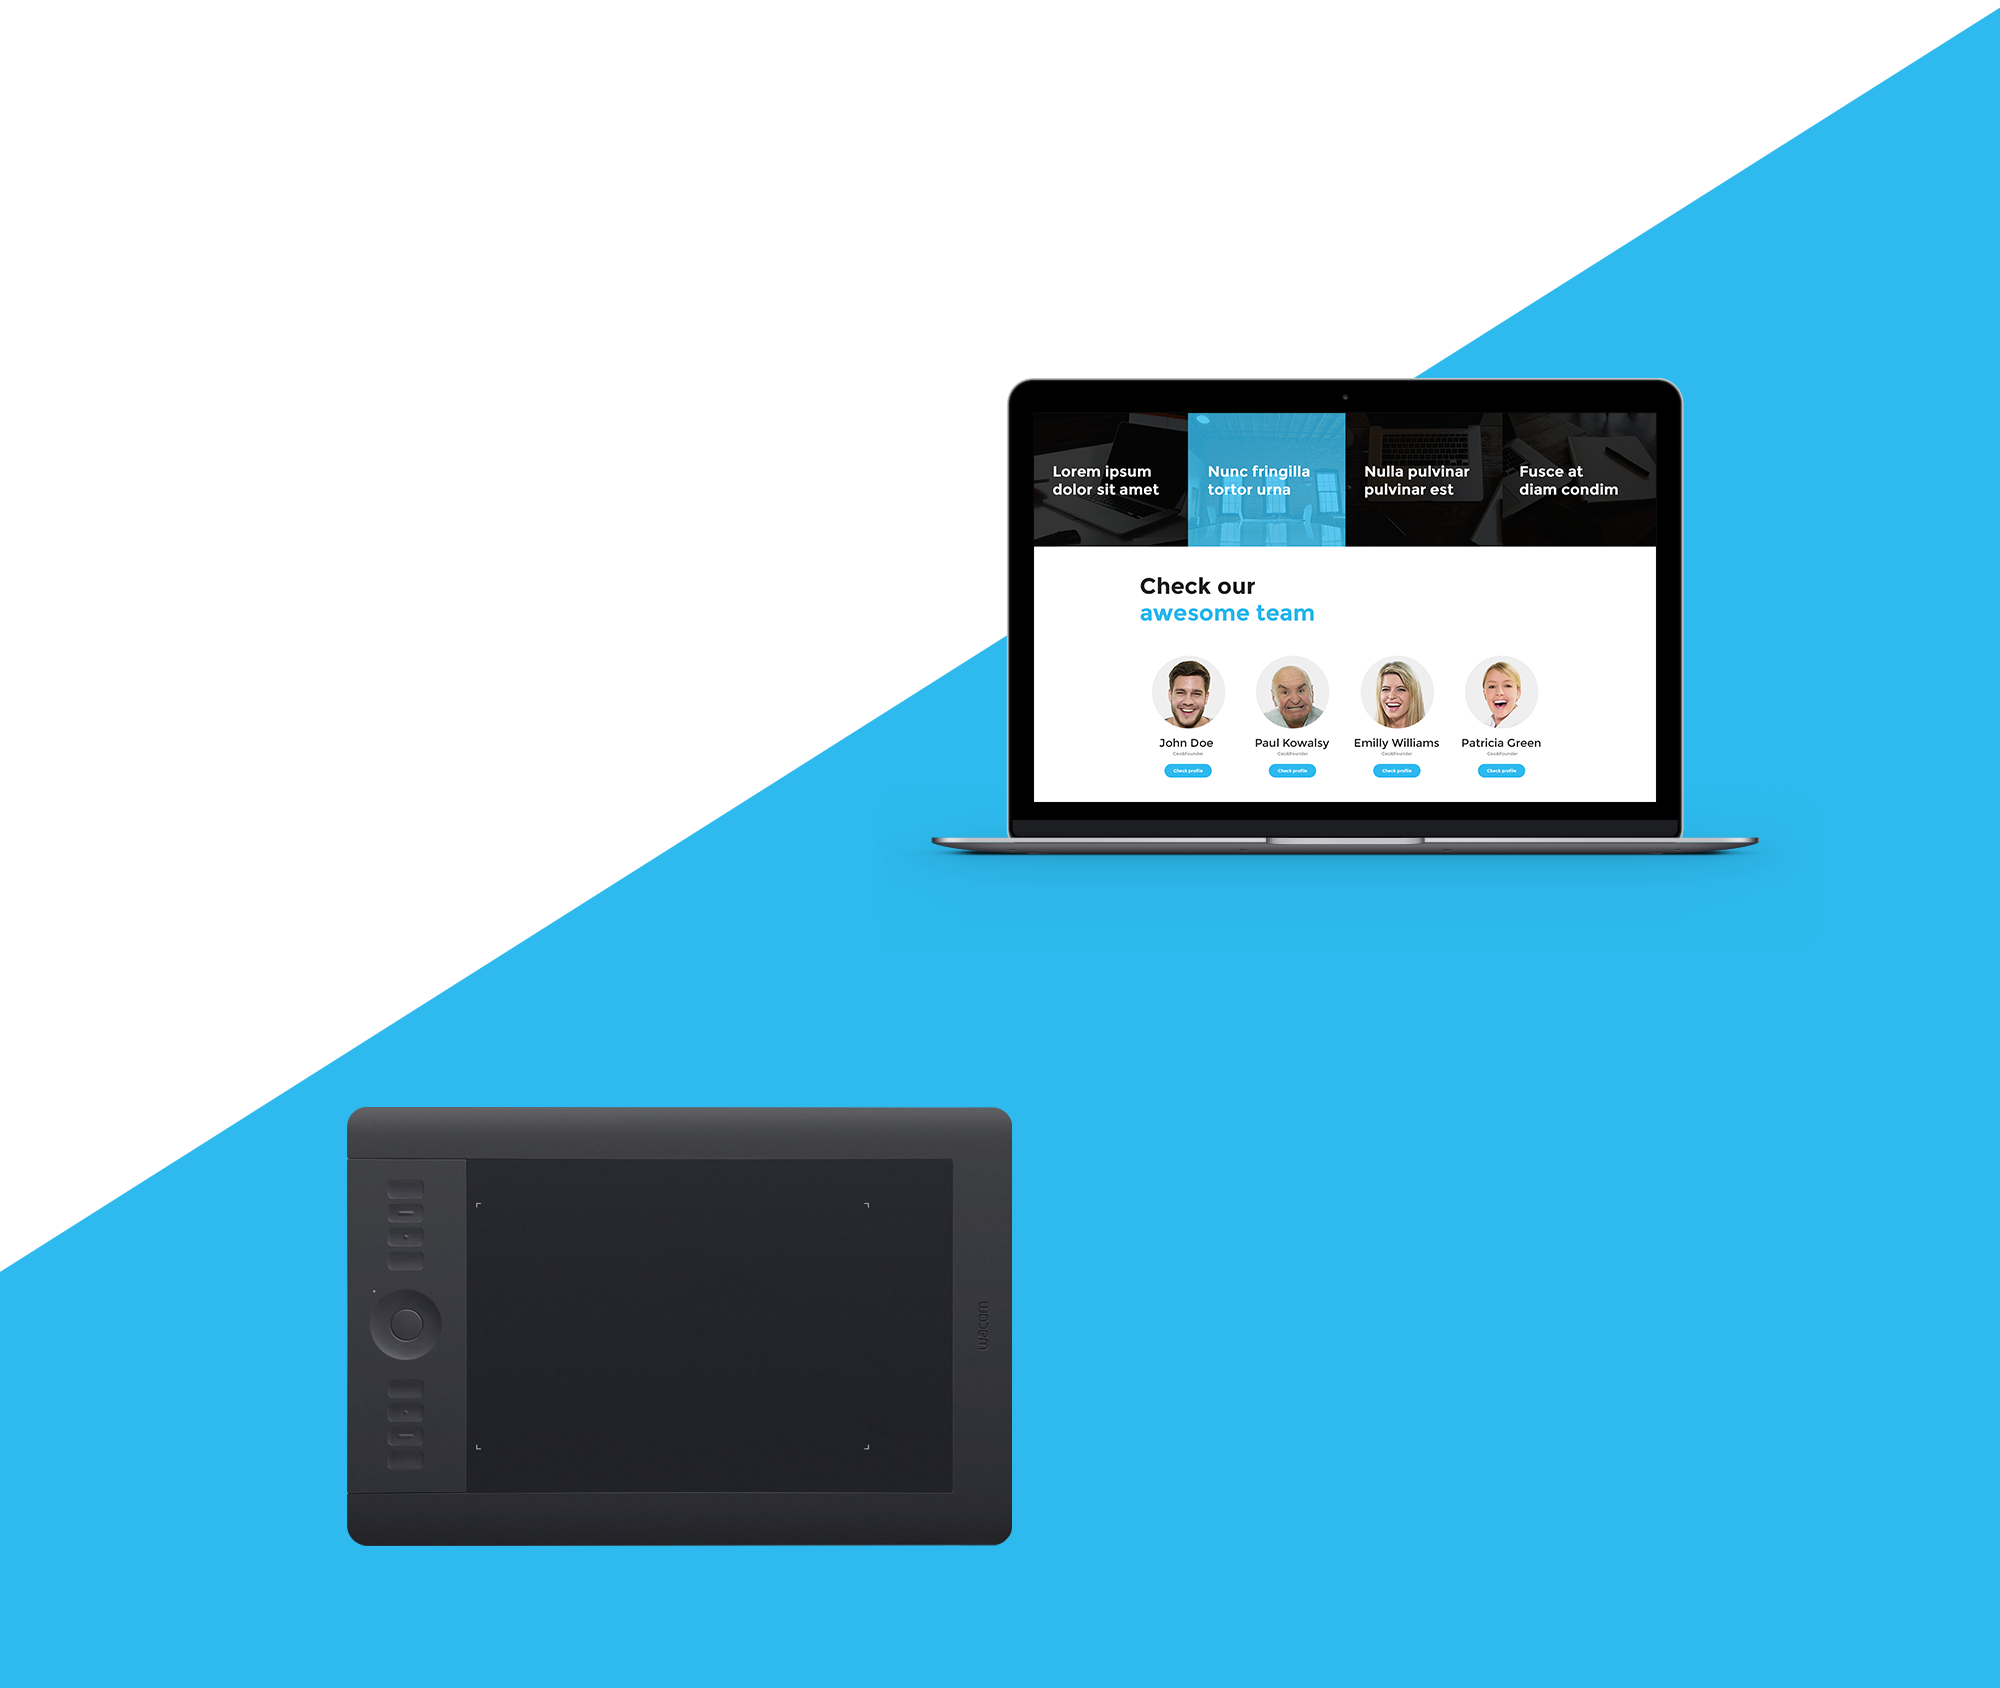 Lorem ipsum
dolor sit amet
Nunc fringilla
tortor urna
Nulla pulvinar
pulvinar est
Fusce at
diam condim
Check our
awesome team
John Doe
Ceo&Founder
Check profile
Paul Kowalsy
Ceo&Founder
Check profile
Emilly Williams
Ceo&Founder
Check profile
Patricia Green
Ceo&Founder
Check profile
wacom